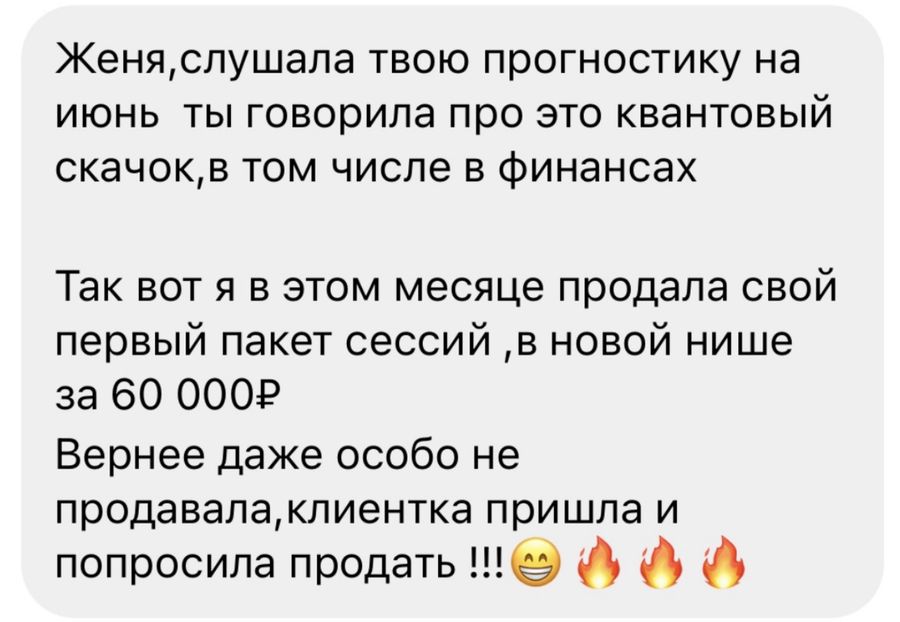 Женя,слушала твою прогностику на
июнь  ты говорила про это квантовый
скачок,в том числе в финансах
Так вот я в этом месяце продала свой
первый пакет сессий ,в новой нише
за 60 000₽
Вернее даже особо не
продавала,клиентка пришла и
попросила продать !!!😁🔥🔥🔥